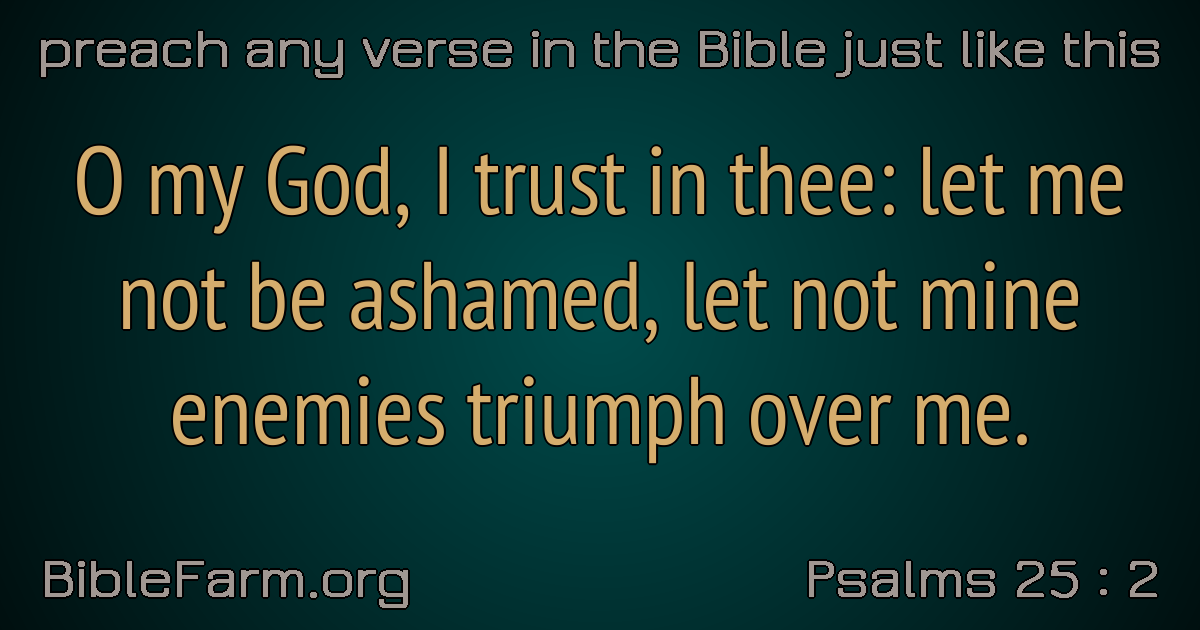 preach any verse in the Bible just like this
O my God, I trust in thee: let me
not be ashamed, let not mine
enemies triumph over me.
BibleFarm.org
Psalms 25 : 2